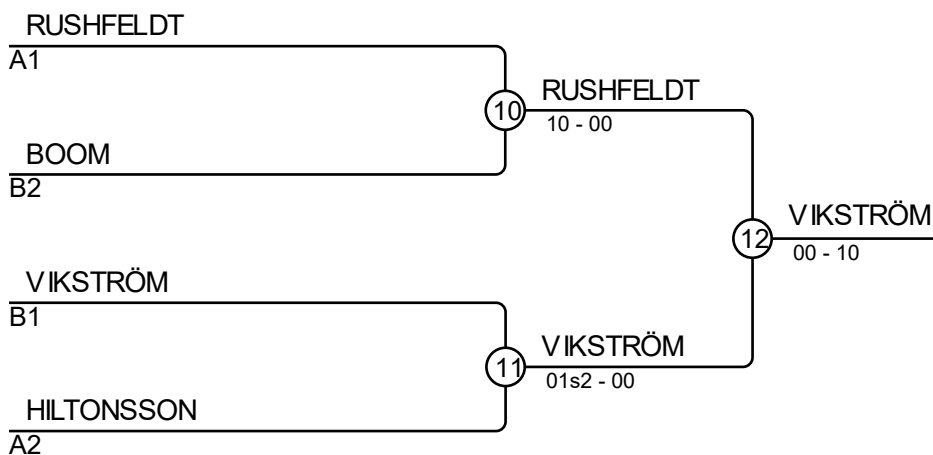 RUSHFELDT
A1
10
RUSHFELDT
10 - 00
BOOM
B2
12
VIKSTRÖM
00 - 10
VIKSTRÖM
B1
11
VIKSTRÖM
01s2 - 00
HILTONSSON
A2